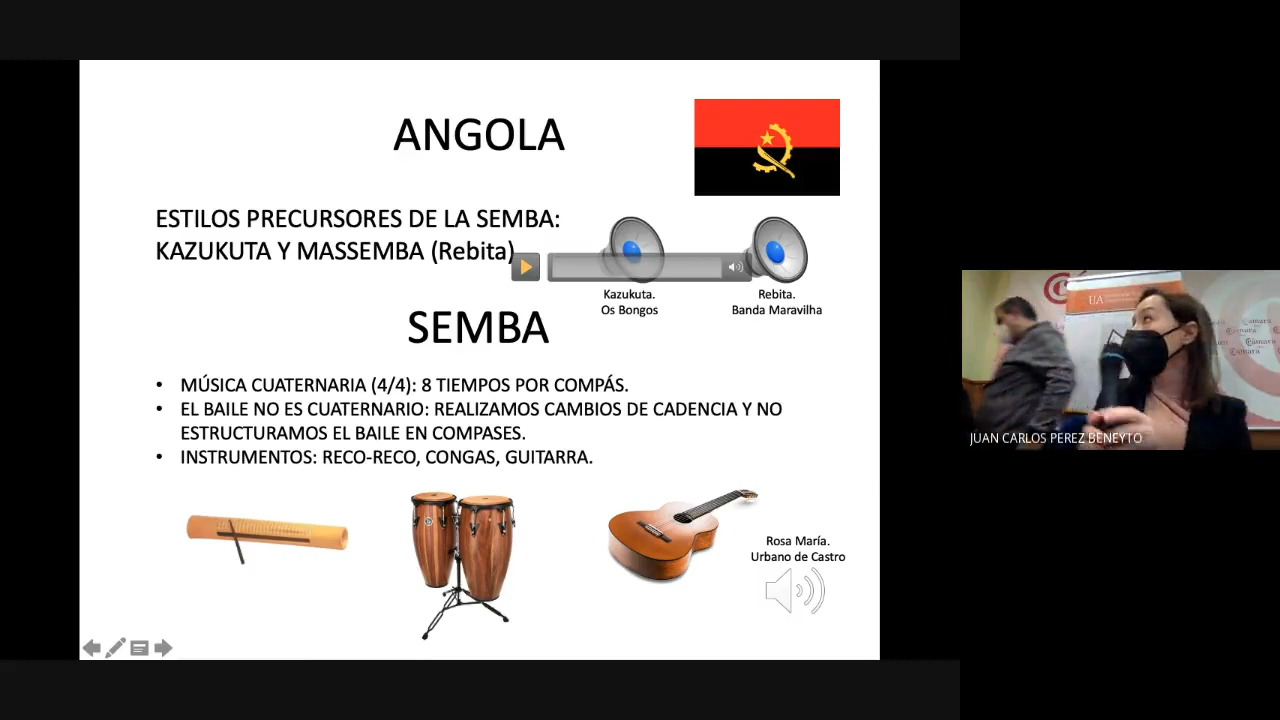 ANGOLA
ESTILOS PRECURSORES DE LA SEMBA:
KAZUKUTA Y MASSEMBA (Rebita)
Kazukuta.
Os Bongos
Rebita.
Banda Maravilha
SEMBA
• MÚSICA CUATERNARIA (4/4): 8 TIEMPOS POR COMPÁS.
• EL BAILE NO ES CUATERNARIO: REALIZAMOS CAMBIOS DE CADENCIA Y NO
ESTRUCTURAMOS EL BAILE EN COMPASES.
• INSTRUMENTOS: RECO-RECO, CONGAS, GUITARRA.
Rosa María.
Urbano de Castro
UA
Cámara
Cámara
JUAN CARLOS PEREZ BENEYTO